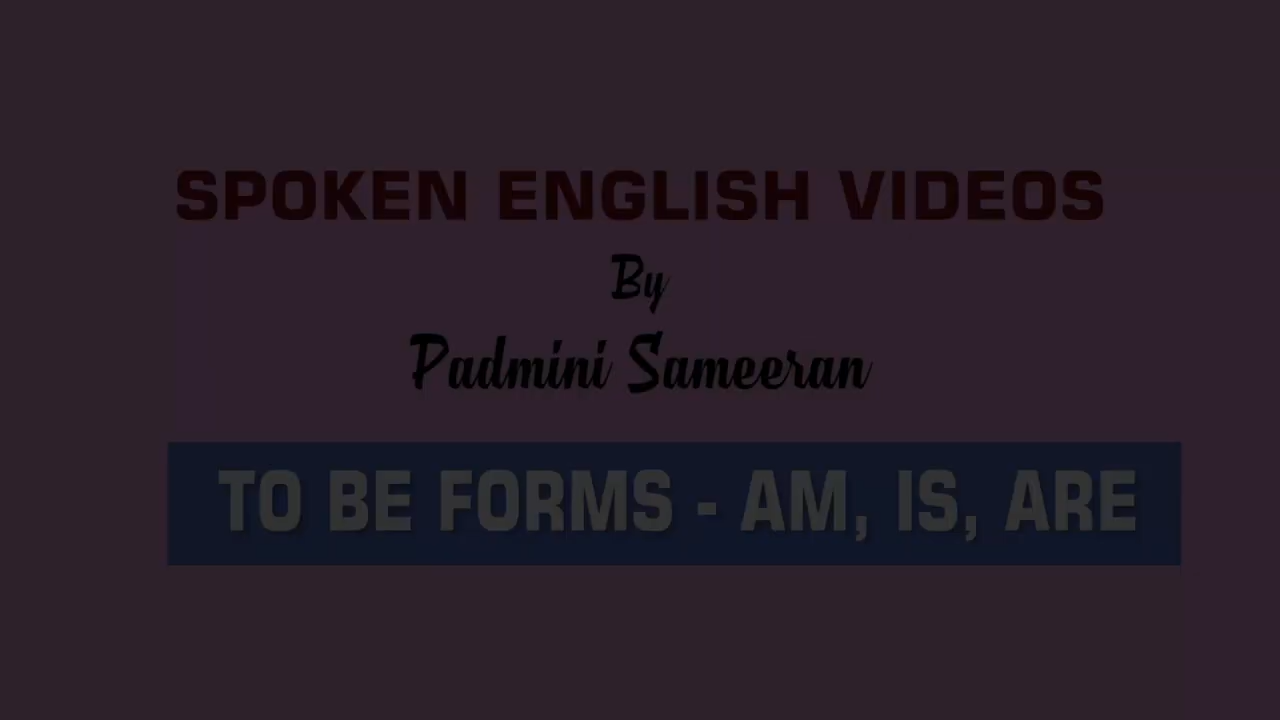 SPOKEN ENGLISH VIDEOS
By
Padmini Sameeran
TO BE FORMS - AM, IS, ARE